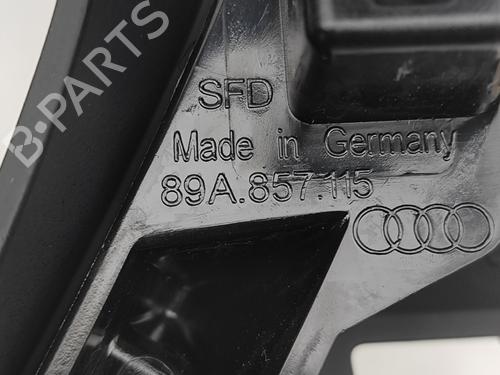 B-PARTS
SFD
Made in Germany
89A.857.115